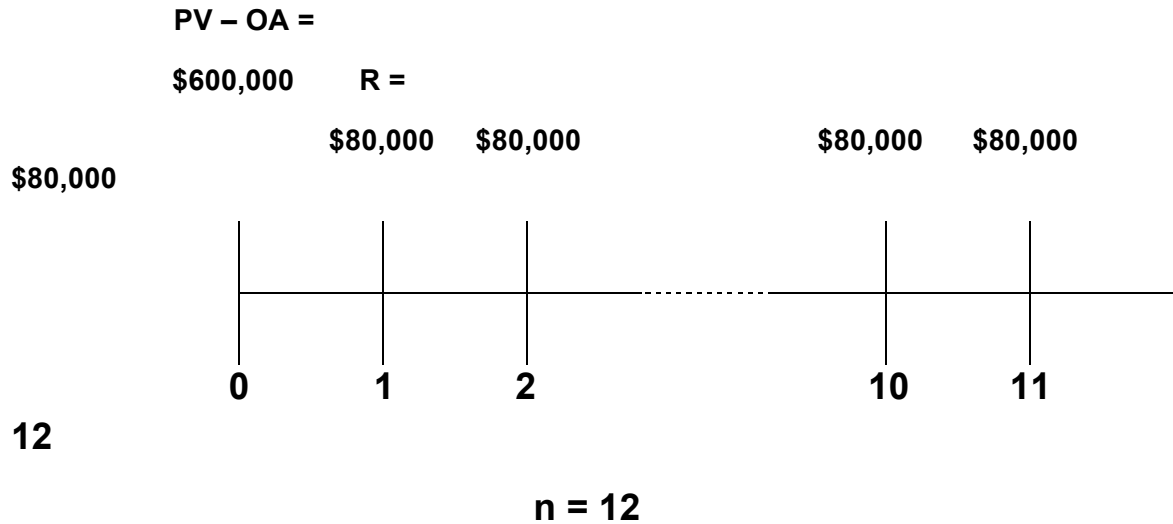 PV – OA =
$600,000 R =
$80,000 $80,000 $80,000 $80,000
$80,000
0 1 2 10 11
12
n = 12